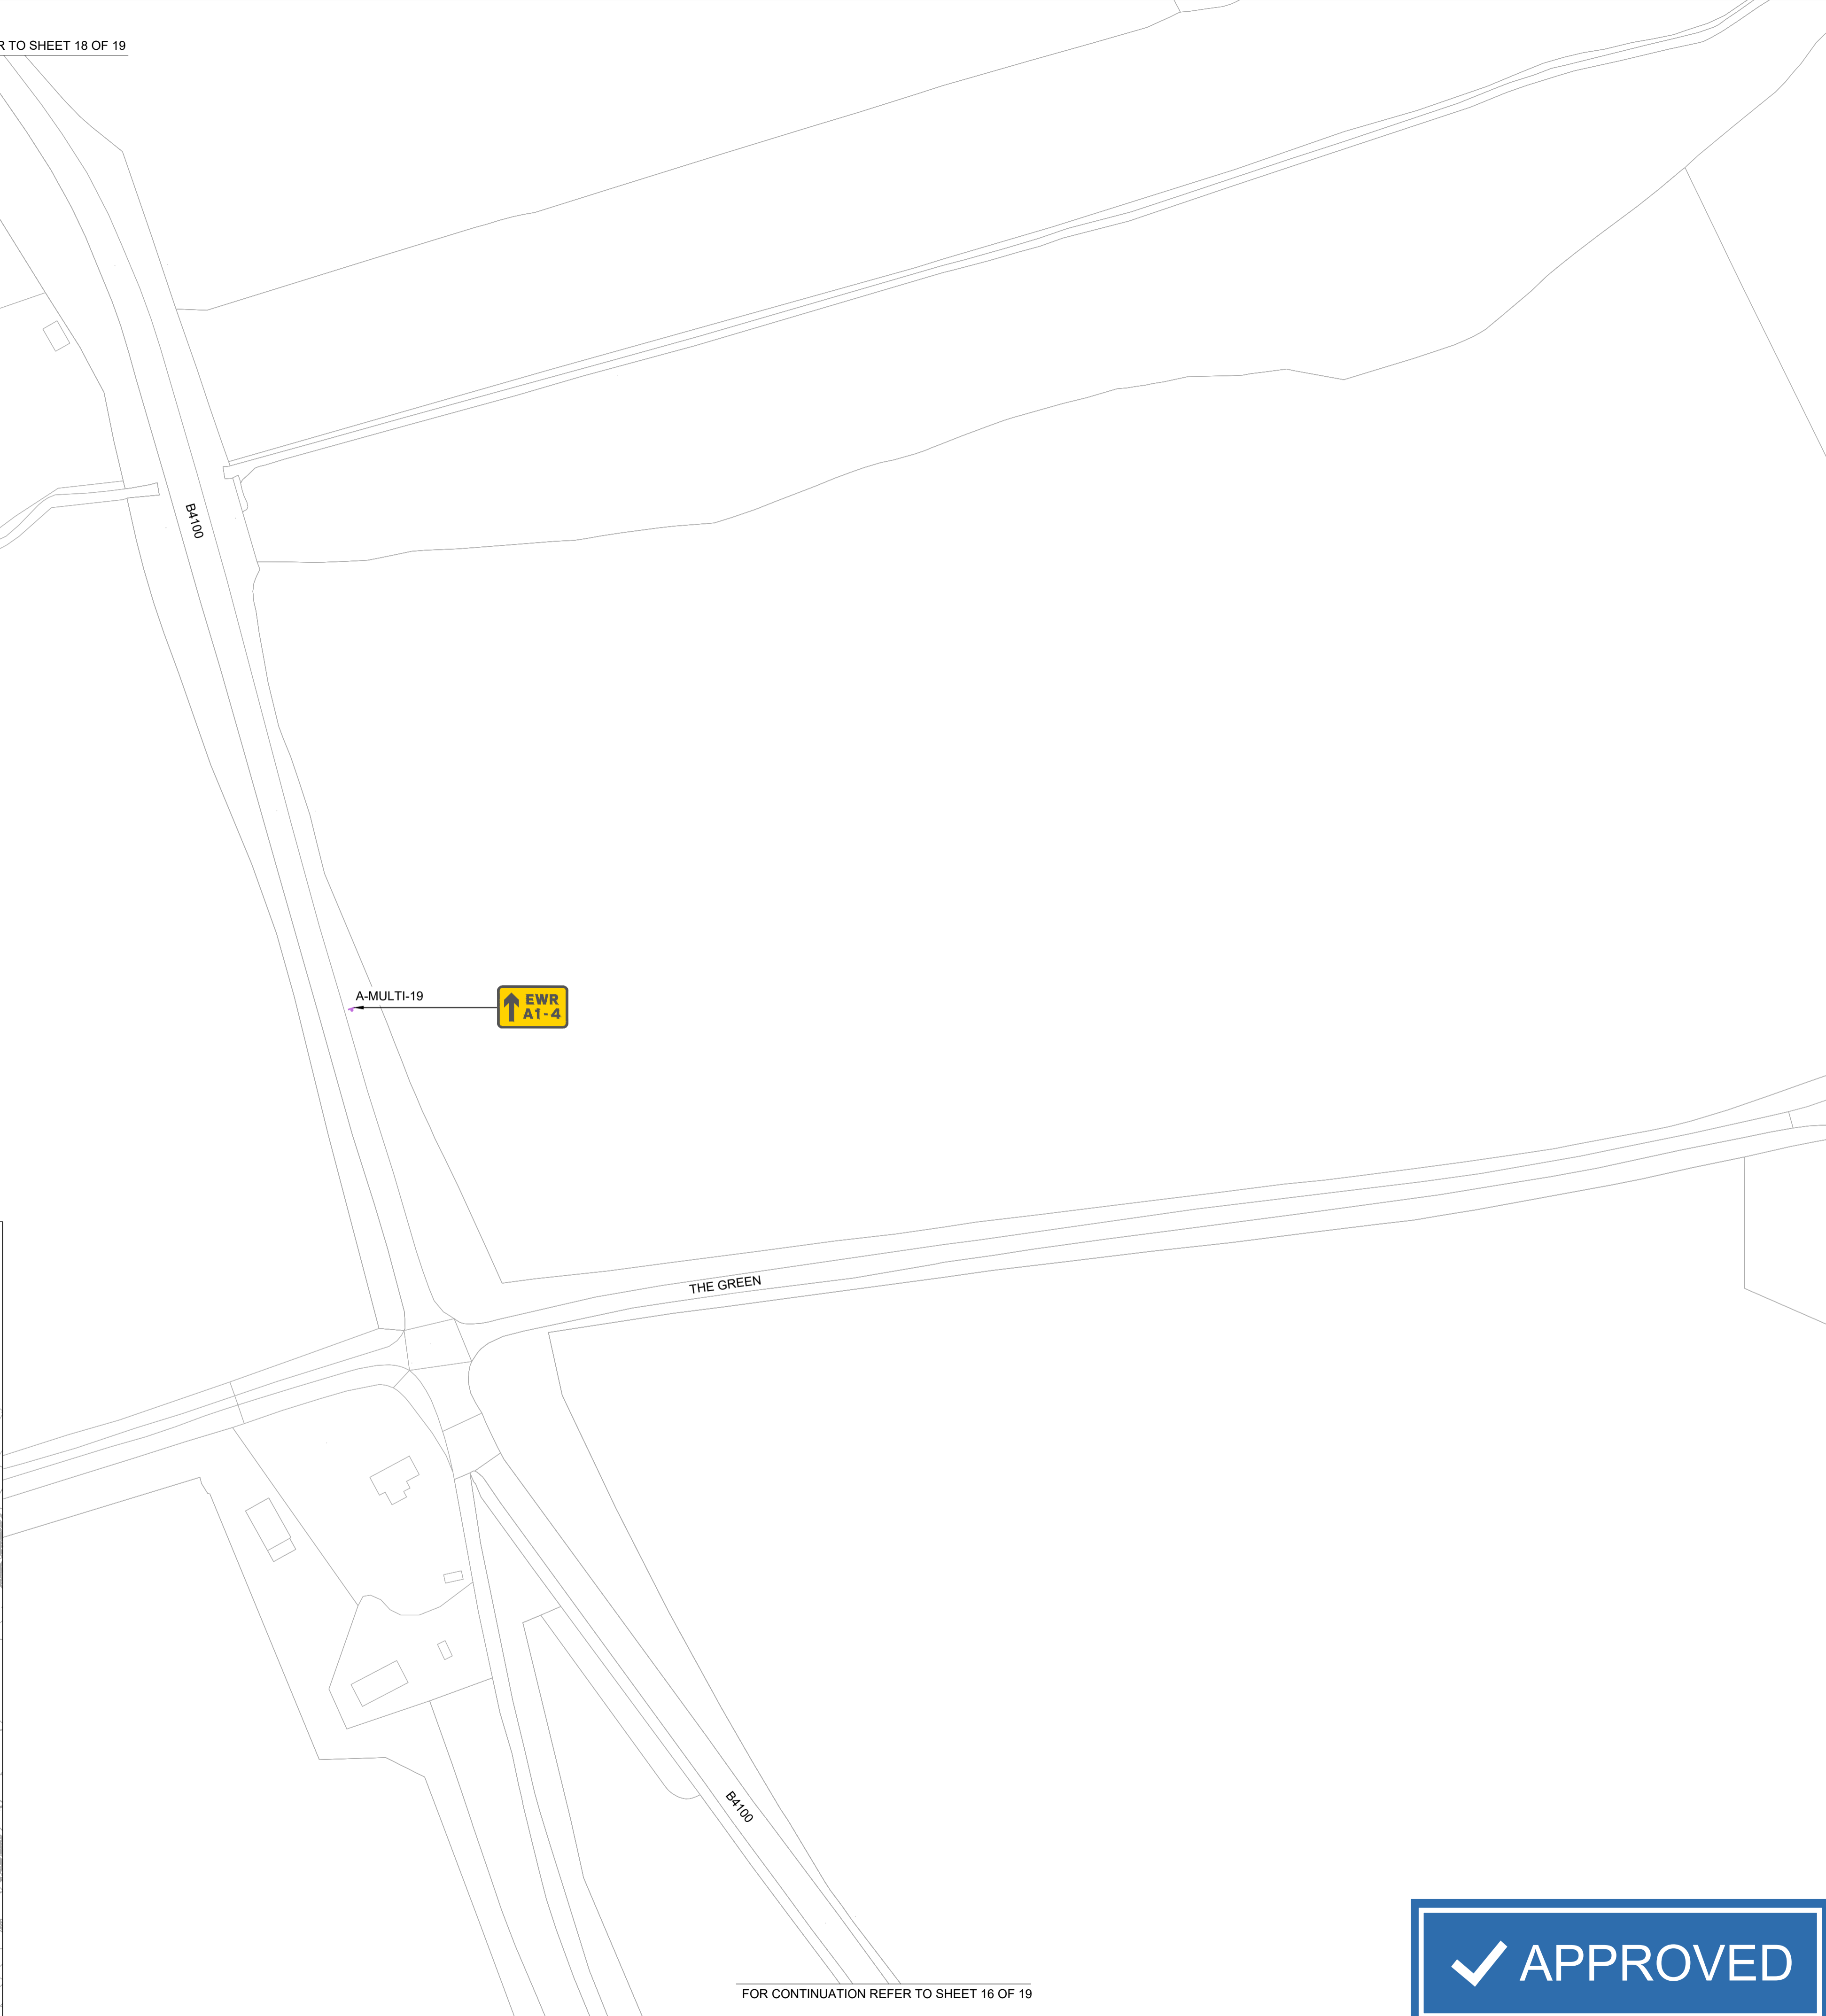 R TO SHEET 18 OF 19
B4100
A-MULTI-19
EWR
A1-4
THE GREEN
B4100
FOR CONTINUATION REFER TO SHEET 16 OF 19
APPROVED